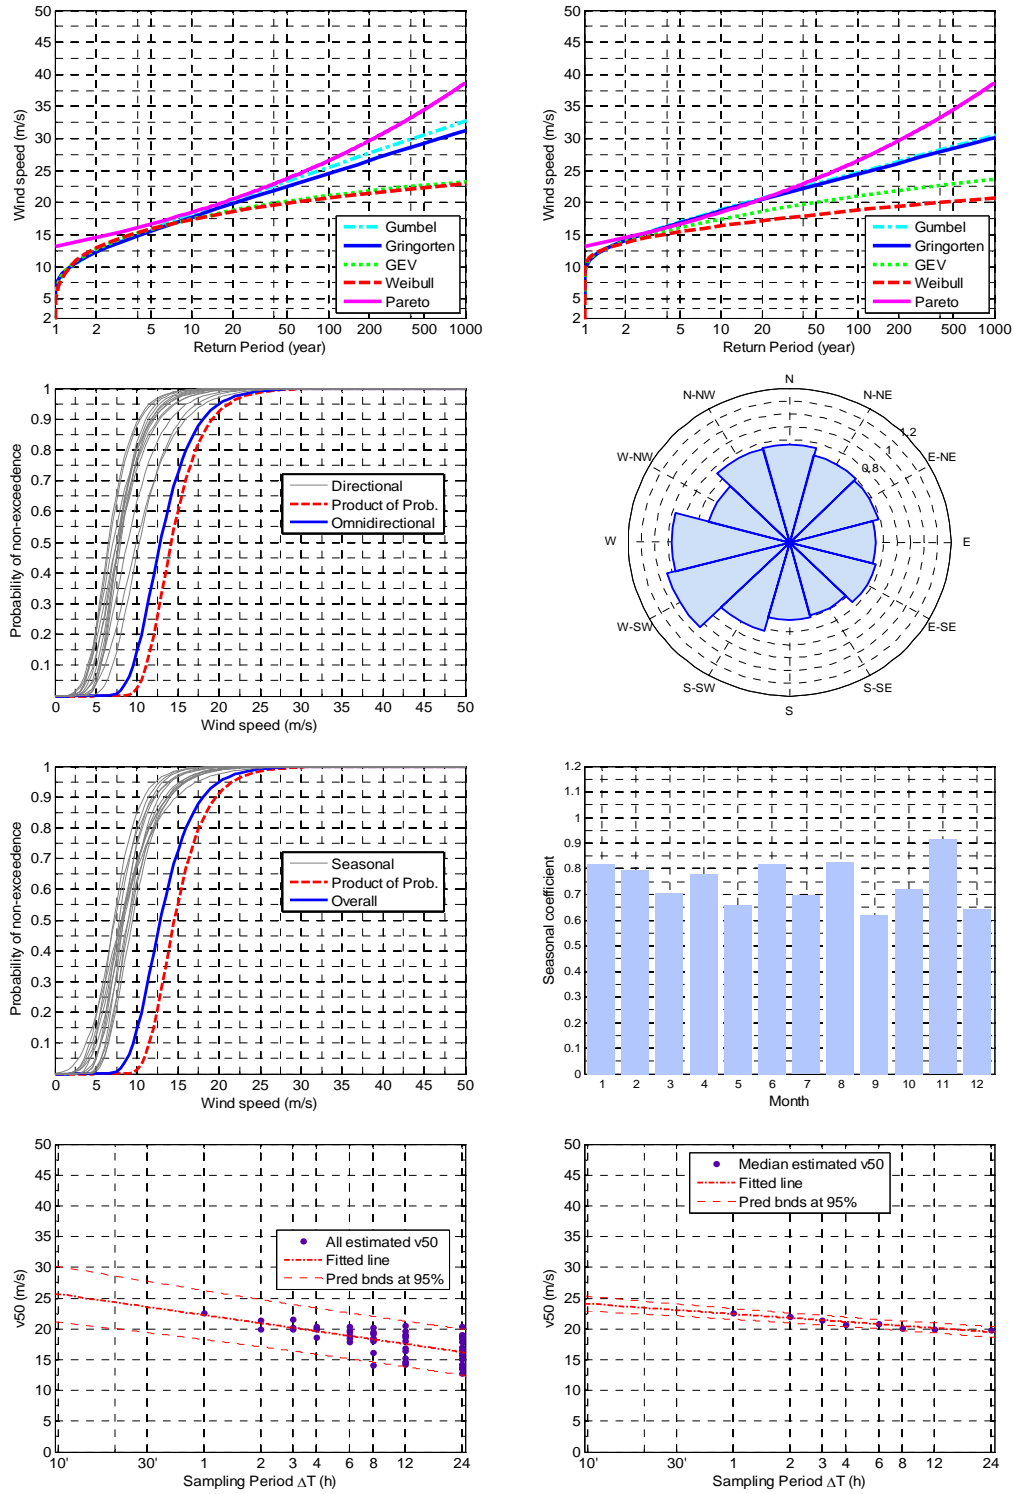 50
45
40
35
30
25
20
15
10
5
2
Wind speed (m/s)
Gumbel
Gringorten
GEV
Weibull
Pareto
1 2 5 10 20 50 100 200 500 1000
Return Period (year)
50
45
40
35
30
25
20
15
10
5
2
Wind speed (m/s)
Gumbel
Gringorten
GEV
Weibull
Pareto
1 2 5 10 20 50 100 200 500 1000
Return Period (year)
1
0.9
0.8
0.7
0.6
0.5
0.4
0.3
0.2
0.1
Probability of non-exceedence
Directional
Product of Prob.
Omnidirectional
0 5 10 15 20 25 30 35 40 45 50
Wind speed (m/s)
N
N-NW
N-NE
1.2
1
0.8
W-NW
E-NE
W
E
W-SW
E-SE
S-SW
S-SE
S
1
0.9
0.8
0.7
0.6
0.5
0.4
0.3
0.2
0.1
Probability of non-exceedence
Seasonal
Product of Prob.
Overall
0 5 10 15 20 25 30 35 40 45 50
Wind speed (m/s)
1.2
1.1
1
0.9
0.8
0.7
0.6
0.5
0.4
0.3
0.2
0.1
0
Seasonal coefficient
1 2 3 4 5 6 7 8 9 10 11 12
Month
50
45
40
35
30
25
20
15
10
5
0
v50 (m/s)
All estimated v50
Fitted line
Pred bnds at 95%
10' 30' 1 2 3 4 6 8 12 24
Sampling Period ΔT (h)
50
45
40
35
30
25
20
15
10
5
0
v50 (m/s)
Median estimated v50
Fitted line
Pred bnds at 95%
10' 30' 1 2 3 4 6 8 12 24
Sampling Period ΔT (h)